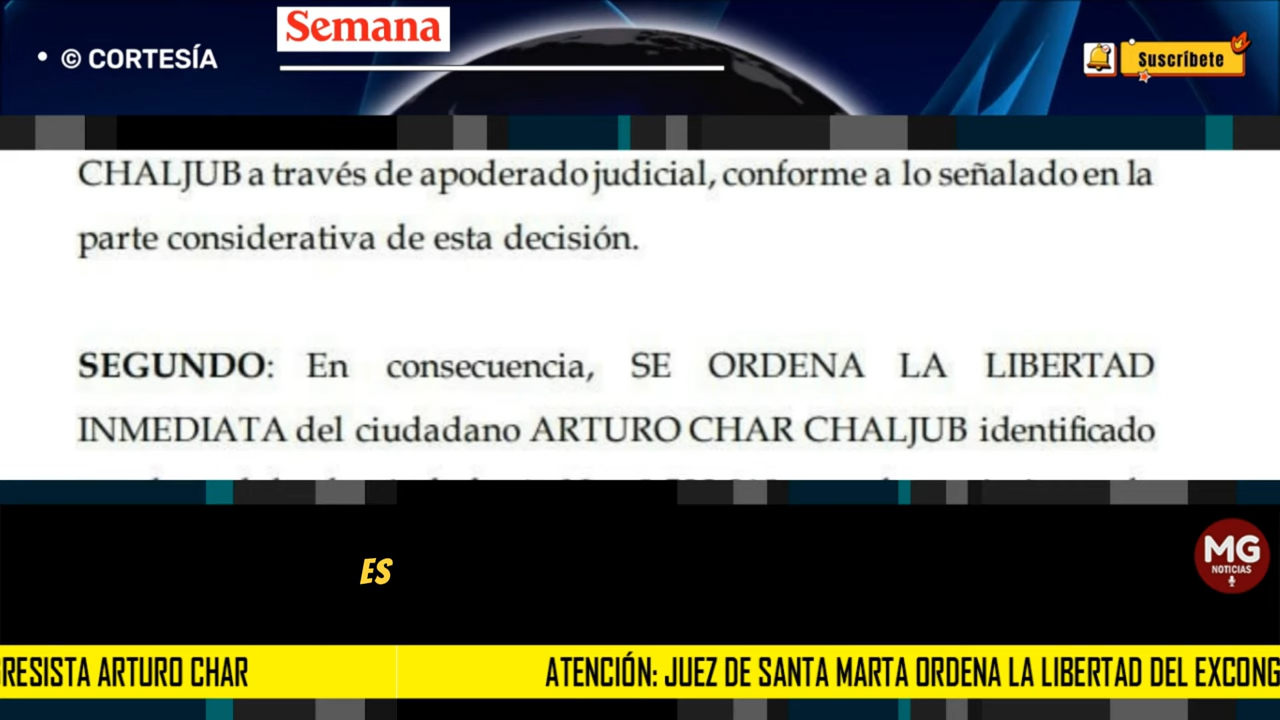 Semana
• © CORTESÍA
Suscríbete
CHALJUB a través de apoderado judicial, conforme a lo señalado en la
parte considerativa de esta decisión.
SEGUNDO: En consecuencia, SE ORDENA LA LIBERTAD
INMEDIATA del ciudadano ARTURO CHAR CHALJUB identificado
ES
MG
NOTICIAS
RESISTA ARTURO CHAR
ATENCIÓN: JUEZ DE SANTA MARTA ORDENA LA LIBERTAD DEL EXCONG